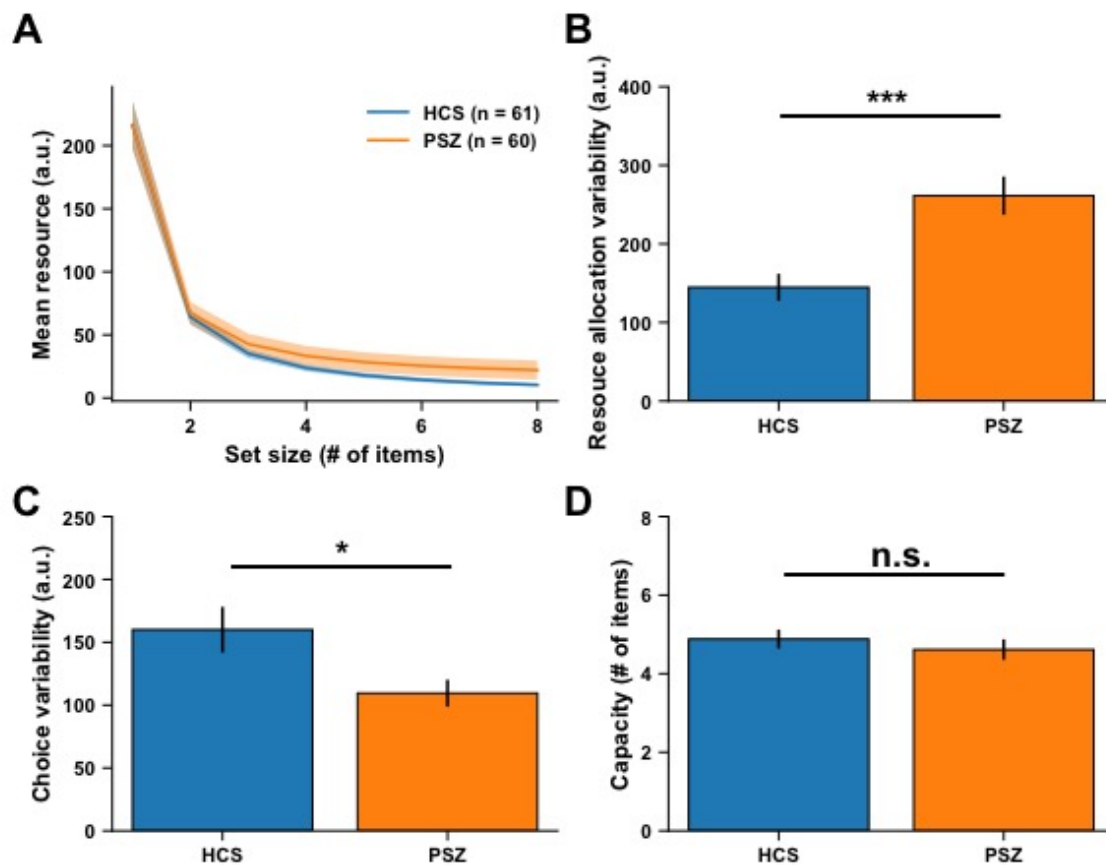 A
Mean resource (a.u.)
200
150
100
50
0
HCS (n = 61)
PSZ (n = 60)
2
4
6
8
Set size (# of items)
B
Resouce allocation variability (a.u.)
400
300
200
100
0
***
HCS
PSZ
C
Choice variability (a.u.)
250
200
150
100
50
0
*
HCS
PSZ
D
Capacity (# of items)
8
6
4
2
0
n.s.
HCS
PSZ